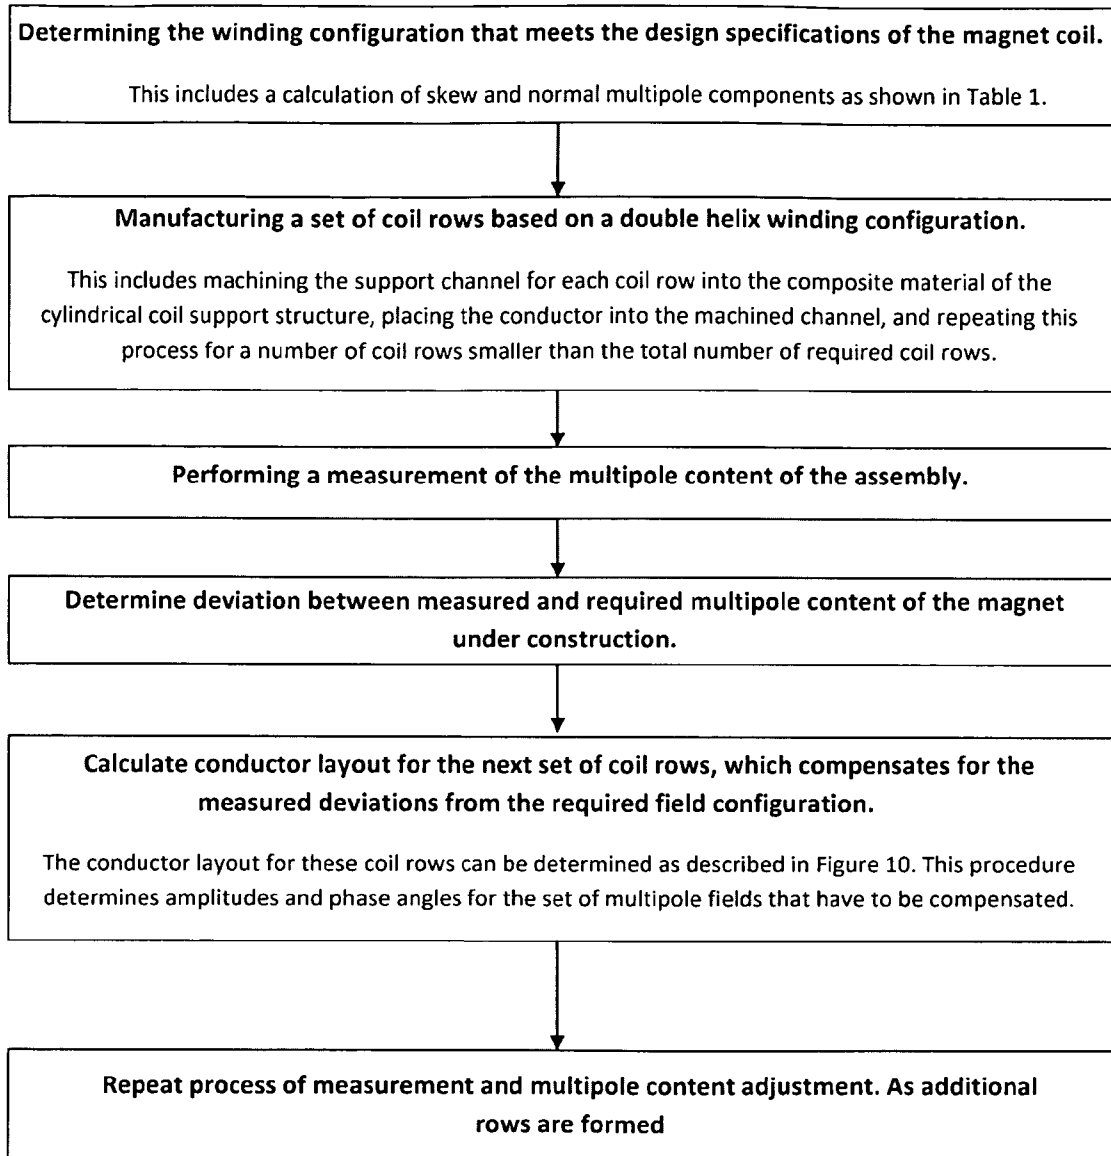 Determining the winding configuration that meets the design specifications of the magnet coil.
This includes a calculation of skew and normal multipole components as shown in Table 1.
Manufacturing a set of coil rows based on a double helix winding configuration.
This includes machining the support channel for each coil row into the composite material of the
cylindrical coil support structure, placing the conductor into the machined channel, and repeating this
process for a number of coil rows smaller than the total number of required coil rows.
Performing a measurement of the multipole content of the assembly.
Determine deviation between measured and required multipole content of the magnet
under construction.
Calculate conductor layout for the next set of coil rows, which compensates for the
measured deviations from the required field configuration.
The conductor layout for these coil rows can be determined as described in Figure 10. This procedure
determines amplitudes and phase angles for the set of multipole fields that have to be compensated.
Repeat process of measurement and multipole content adjustment. As additional
rows are formed